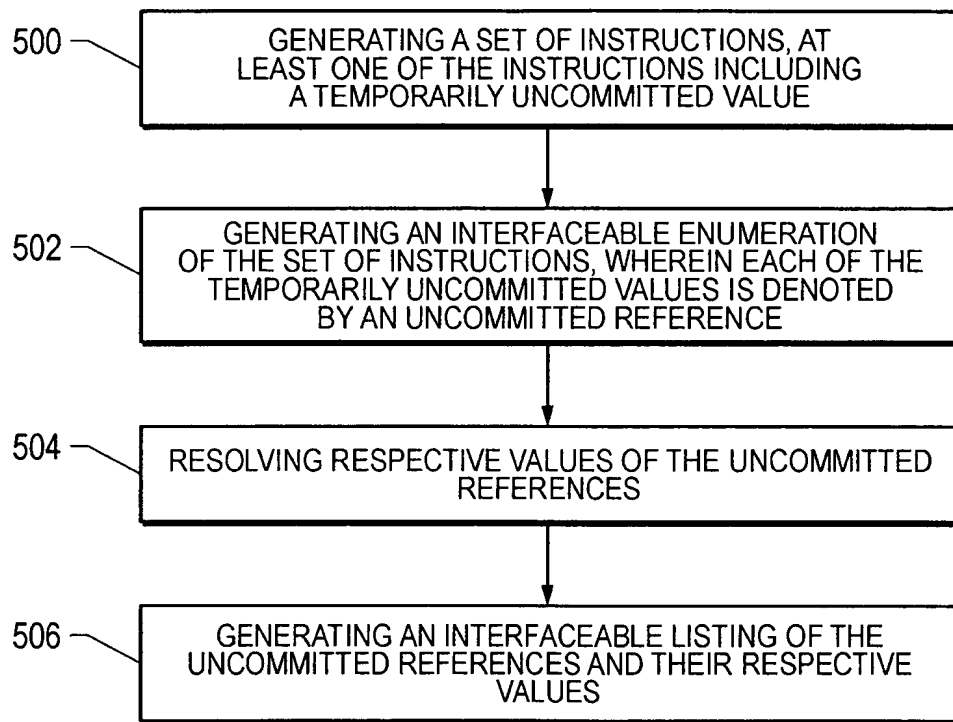 500
GENERATING A SET OF INSTRUCTIONS, AT
LEAST ONE OF THE INSTRUCTIONS INCLUDING
A TEMPORARILY UNCOMMITTED VALUE
502
GENERATING AN INTERFACEABLE ENUMERATION
OF THE SET OF INSTRUCTIONS, WHEREIN EACH OF THE
TEMPORARILY UNCOMMITTED VALUES IS DENOTED
BY AN UNCOMMITTED REFERENCE
504
RESOLVING RESPECTIVE VALUES OF THE UNCOMMITTED
REFERENCES
506
GENERATING AN INTERFACEABLE LISTING OF THE
UNCOMMITTED REFERENCES AND THEIR RESPECTIVE
VALUES